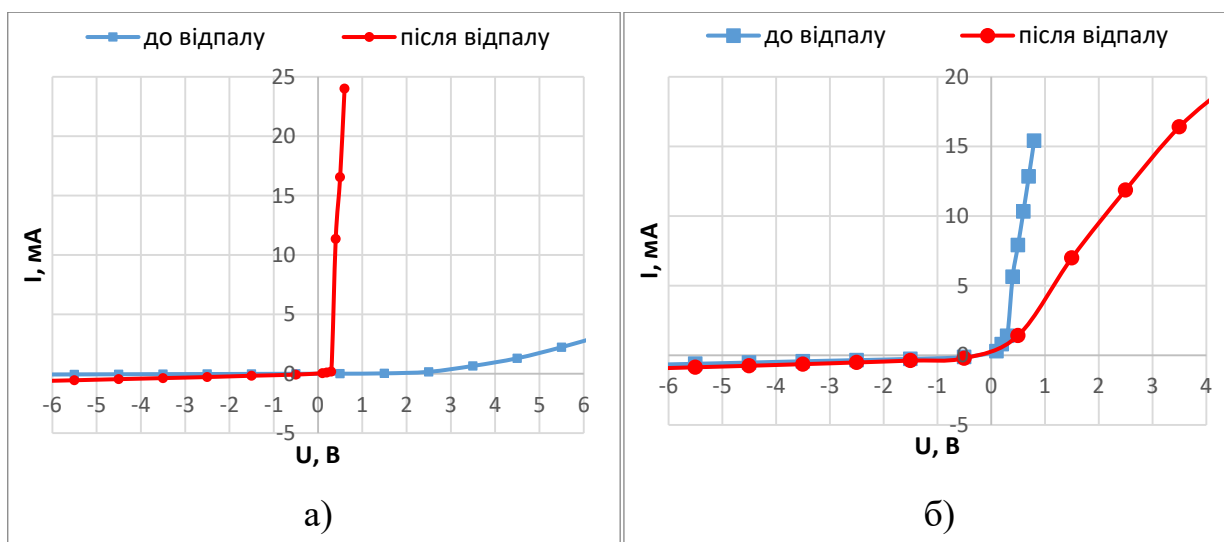 до відпалу після відпалу
25
20
15
10
5
0
-5
-6 -5 -4 -3 -2 -1 0 1 2 3 4 5 6
I, мА
U, В
а)
до відпалу після відпалу
20
15
10
5
0
-5
-6 -5 -4 -3 -2 -1 0 1 2 3 4
I, мА
U, В
б)